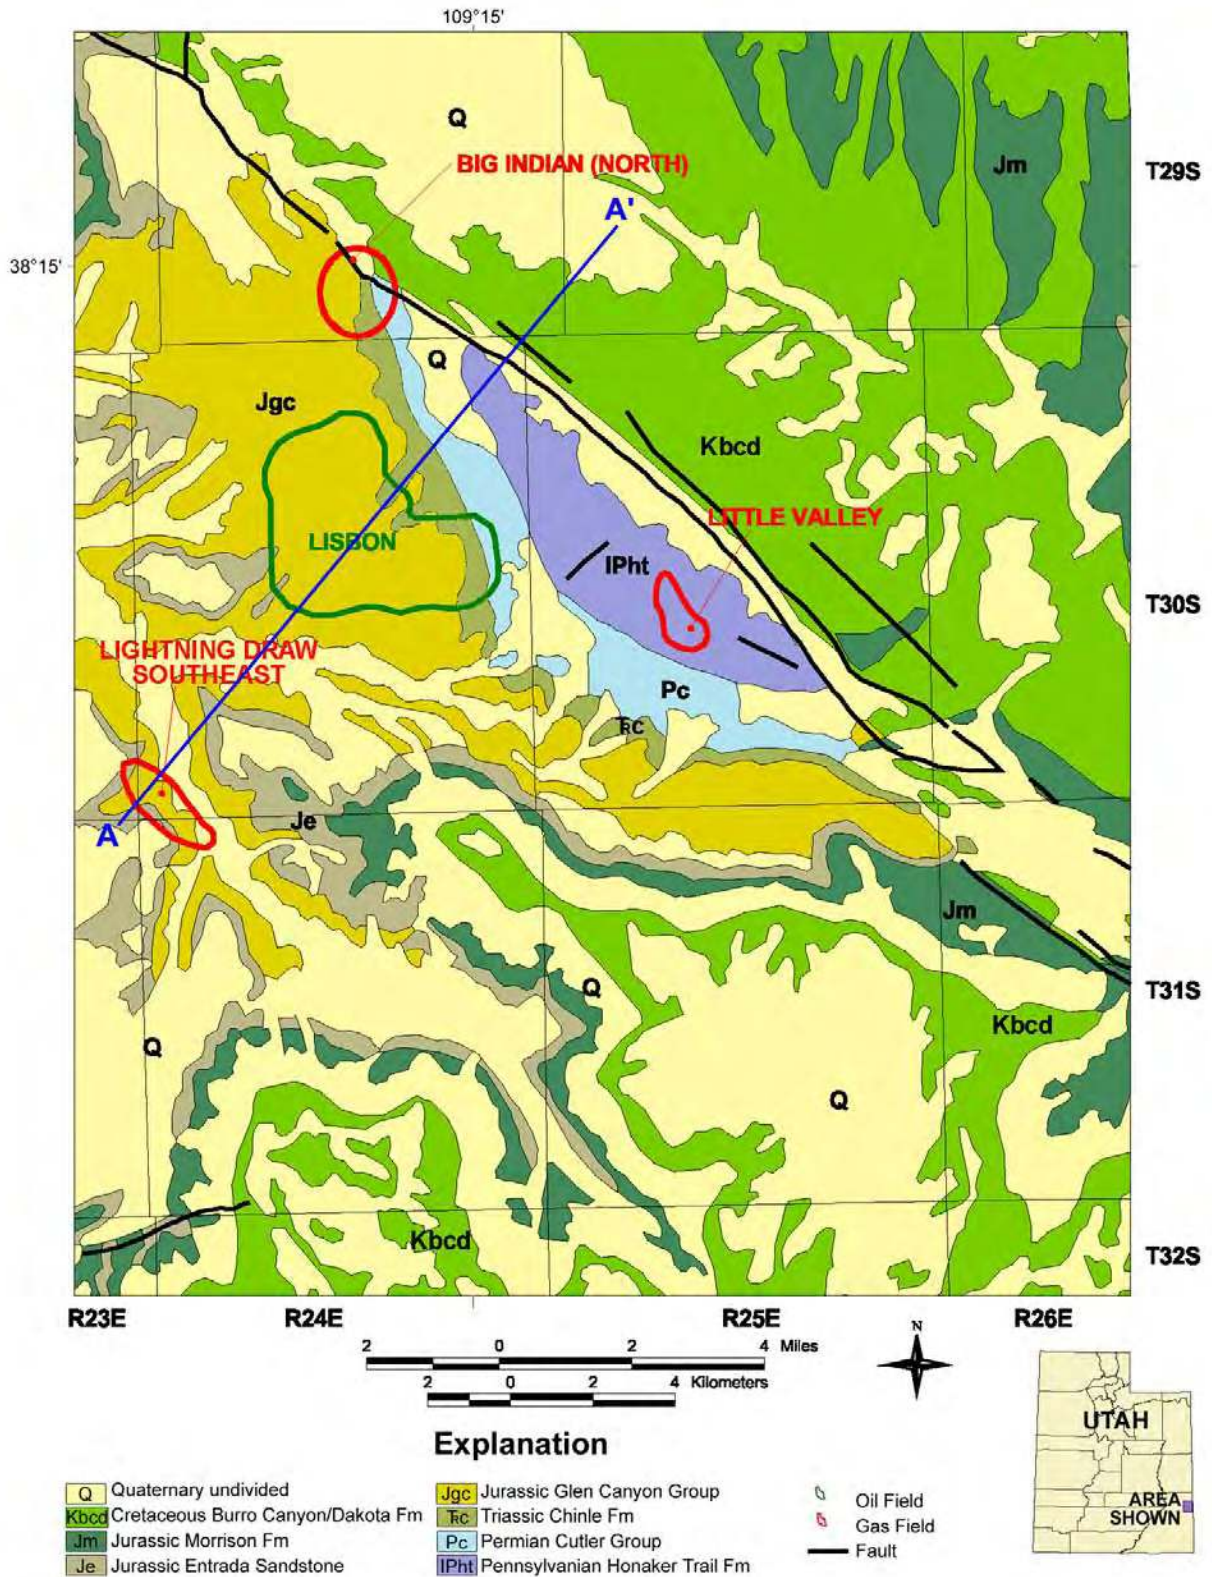 109°15'
Q
BIG INDIAN (NORTH)
Jm
T29S
A'
38°15'
Q
Jgc
Kbcd
LITTLE VALLEY
LISBON
IPht
T30S
LIGHTNING DRAW
SOUTHEAST
Pc
TRc
A
Je
Jm
Q
T31S
Kbcd
Q
Q
Kbcd
T32S
R23E
R24E
R25E
R26E
2 0 2 4 Miles
2 0 2 4 Kilometers
N
UTAH
AREA
SHOWN
Explanation
Q Quaternary undivided
Kbcd Cretaceous Burro Canyon/Dakota Fm
Jm Jurassic Morrison Fm
Je Jurassic Entrada Sandstone
Jgc Jurassic Glen Canyon Group
TRc Triassic Chinle Fm
Pc Permian Cutler Group
IPht Pennsylvanian Honaker Trail Fm
Oil Field
Gas Field
Fault